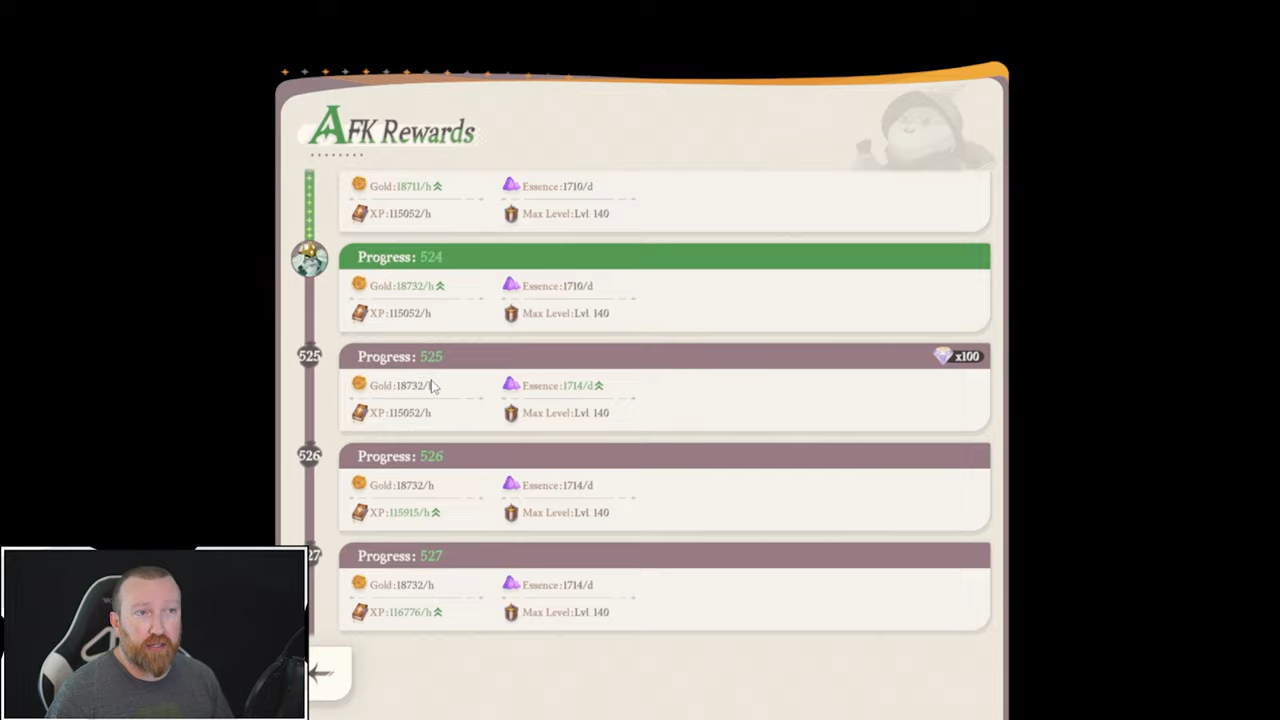 AFK Rewards
Gold:18711/h Essence:1710/d
XP:115052/h Max Level:Lvl 140
Progress: 524
Gold:18732/h Essence:1710/d
XP:115052/h Max Level:Lvl 140
525 Progress: 525 x100
Gold:18732/h Essence:1714/d
XP:115052/h Max Level:Lvl 140
526 Progress: 526
Gold:18732/h Essence:1714/d
XP:115915/h Max Level:Lvl 140
27 Progress: 527
Gold:18732/h Essence:1714/d
XP:116776/h Max Level:Lvl 140